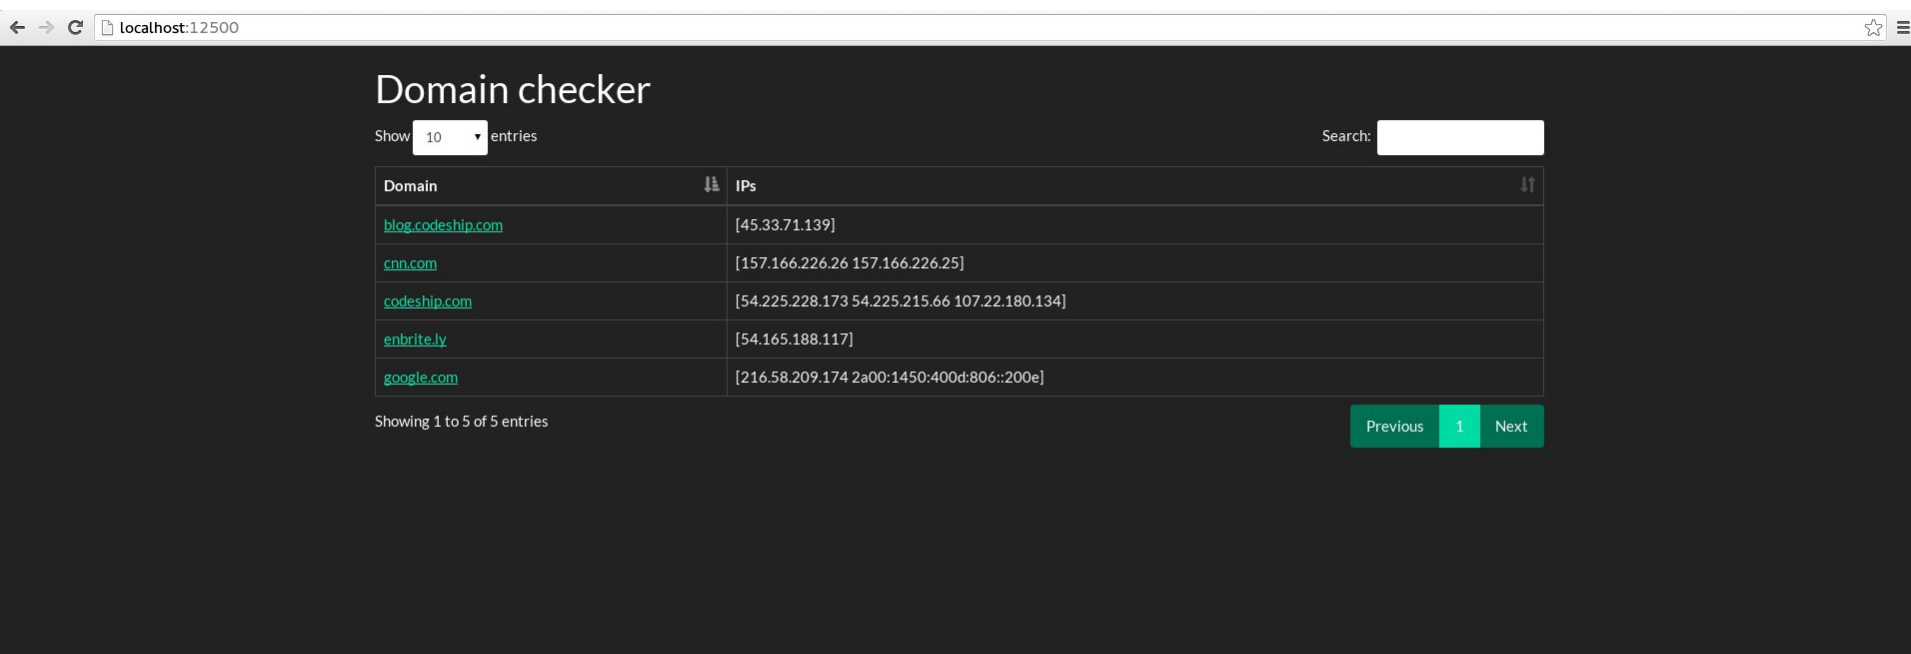 localhost:12500
Domain checker
Show 10 entries Search:
Domain IPs
blog.codeship.com [45.33.71.139]
cnn.com [157.166.226.26 157.166.226.25]
codeship.com [54.225.228.173 54.225.215.66 107.22.180.134]
enbrite.ly [54.165.188.117]
google.com [216.58.209.174 2a00:1450:400d:806::200e]
Showing 1 to 5 of 5 entries Previous 1 Next